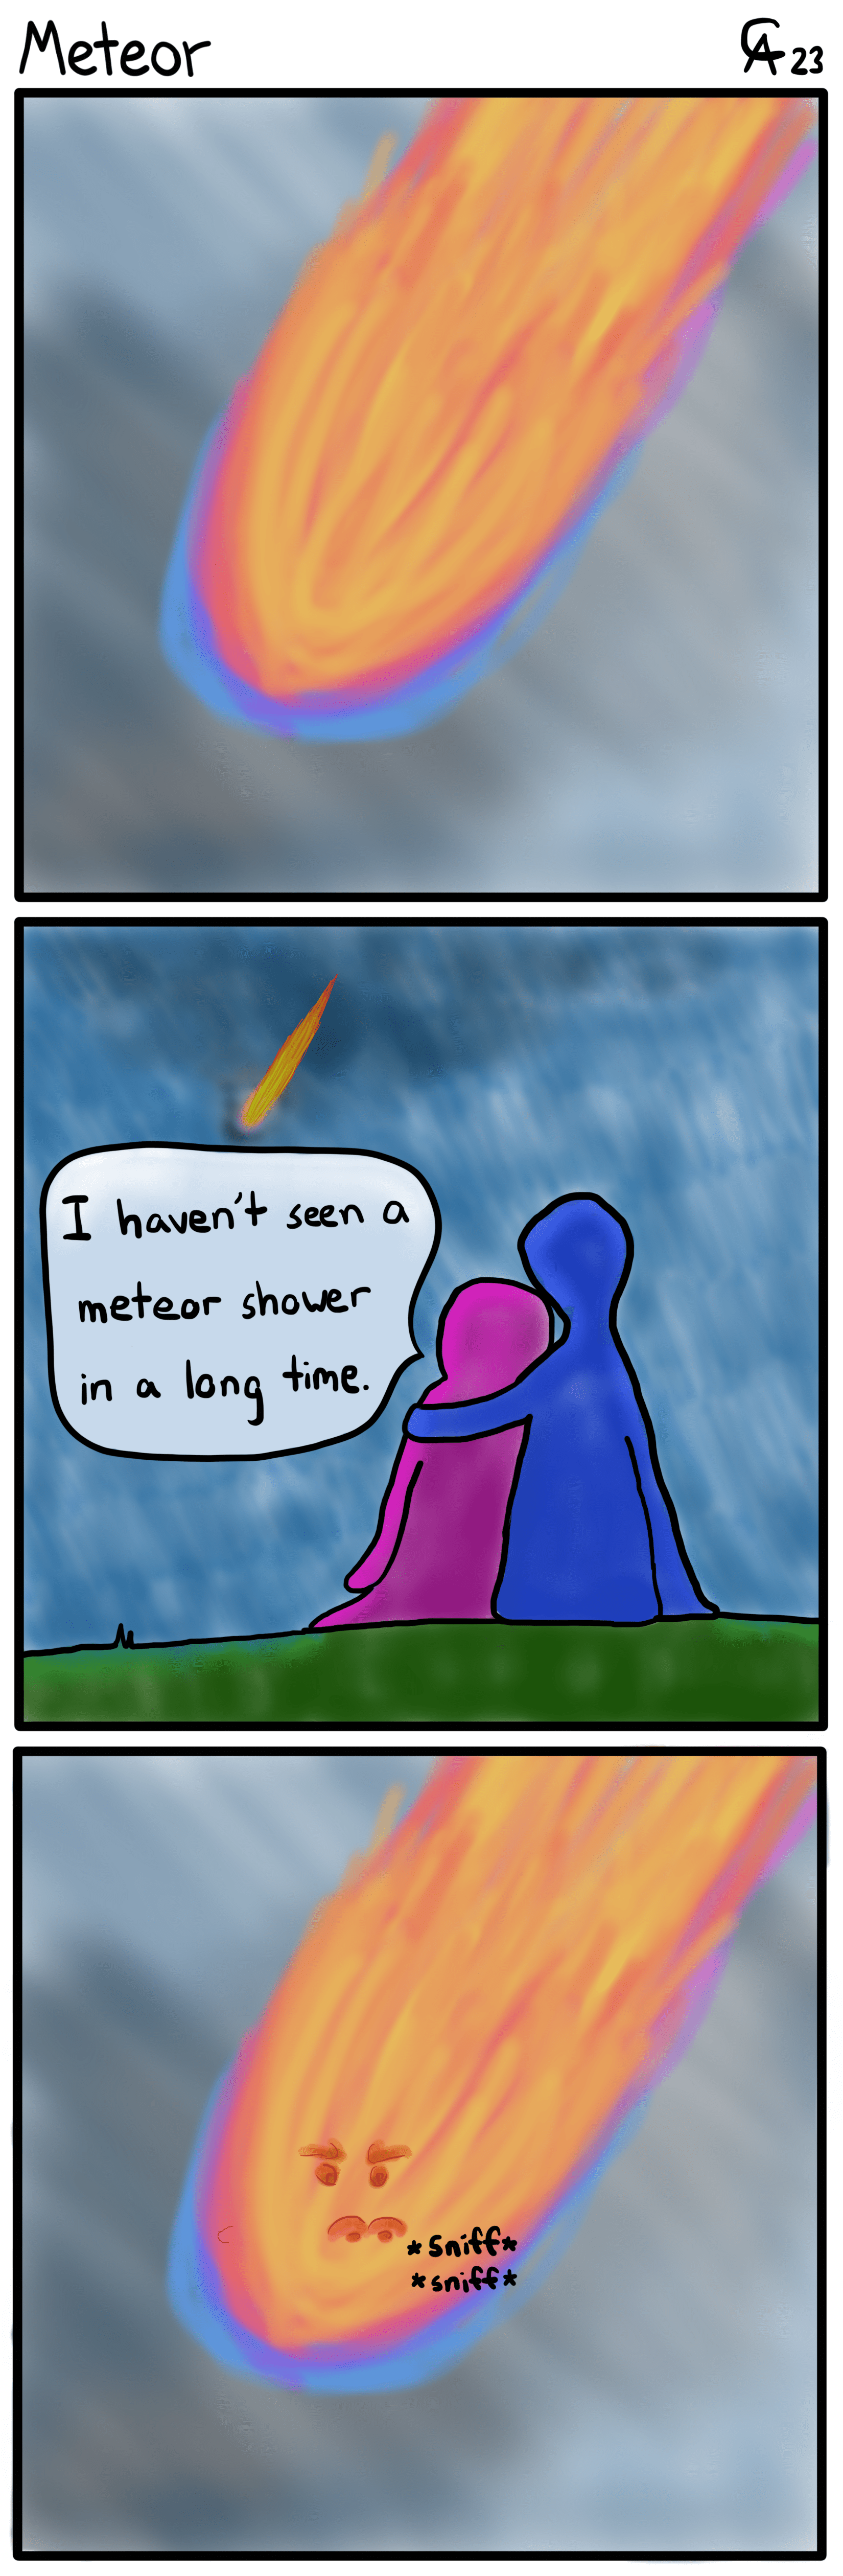 Meteor
CA 23
I haven't seen a
meteor shower
in a long time.
*sniff*
*sniff*